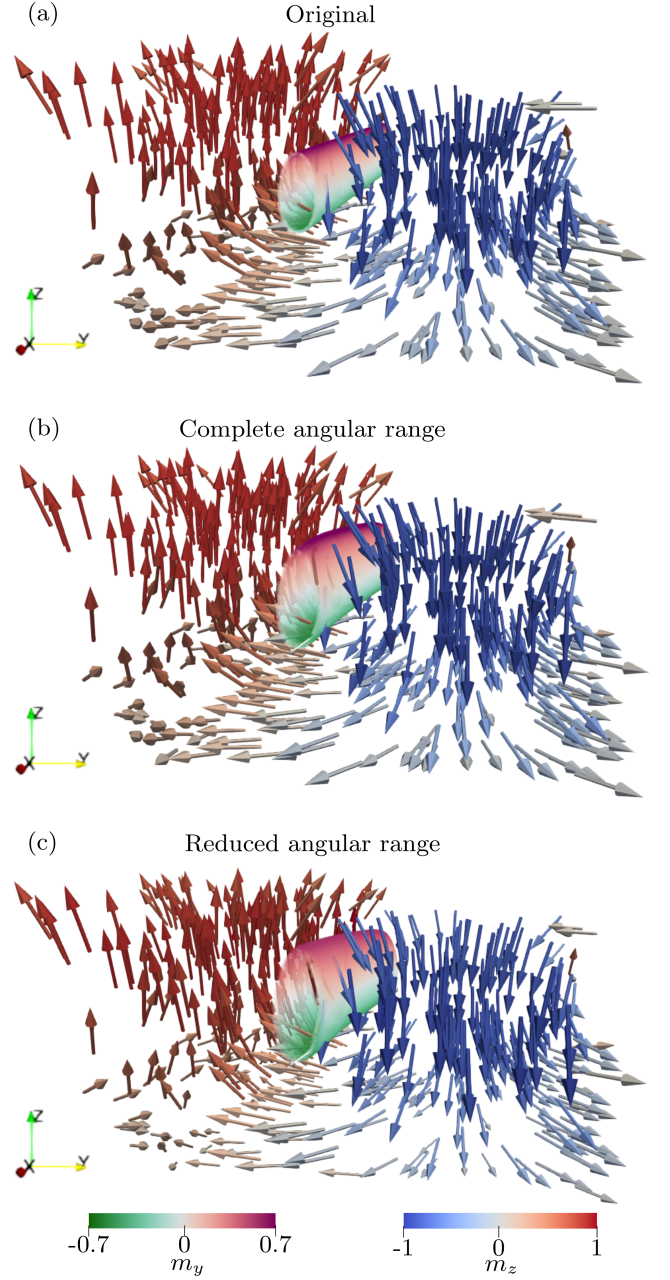 (a)
Original
Z
X
Y
(b)
Complete angular range
Z
X
Y
(c)
Reduced angular range
Z
X
Y
-0.7 0 0.7 -1 0 1
m_y m_z